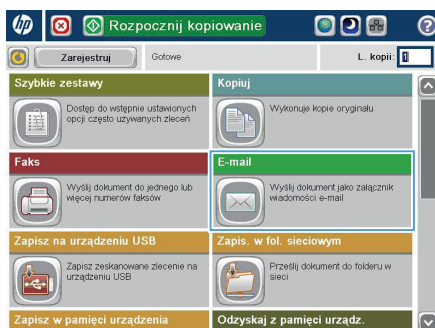 hp
Rozpocznij kopiowanie
?
Zarejestruj
Gotowe
L. kopii:
Szybkie zestawy
Kopiuj
Dostęp do wstępnie ustawionych
opcji często używanych zleceń
Wykonuje kopie oryginału
Faks
E-mail
Wyślij dokument do jednego lub
więcej numerów faksów
Wyślij dokument jako załącznik
wiadomości e-mail
Zapisz na urządzeniu USB
Zapis. w fol. sieciowym
Zapisz zeskanowane zlecenie na
urządzeniu USB
Prześlij dokument do folderu w
sieci
Zapisz w pamięci urządzenia
Odzyskaj z pamięci urządz.